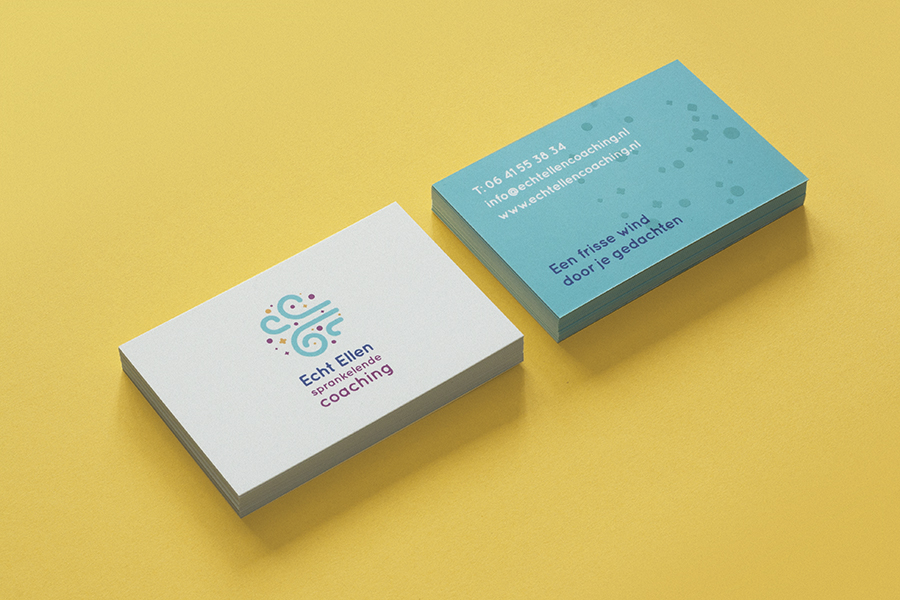 Echt Ellen
sprankelende
coaching
T: 06 41 55 38 34
info@echtellencoaching.nl
www.echtellencoaching.nl
Een frisse wind
door je gedachten